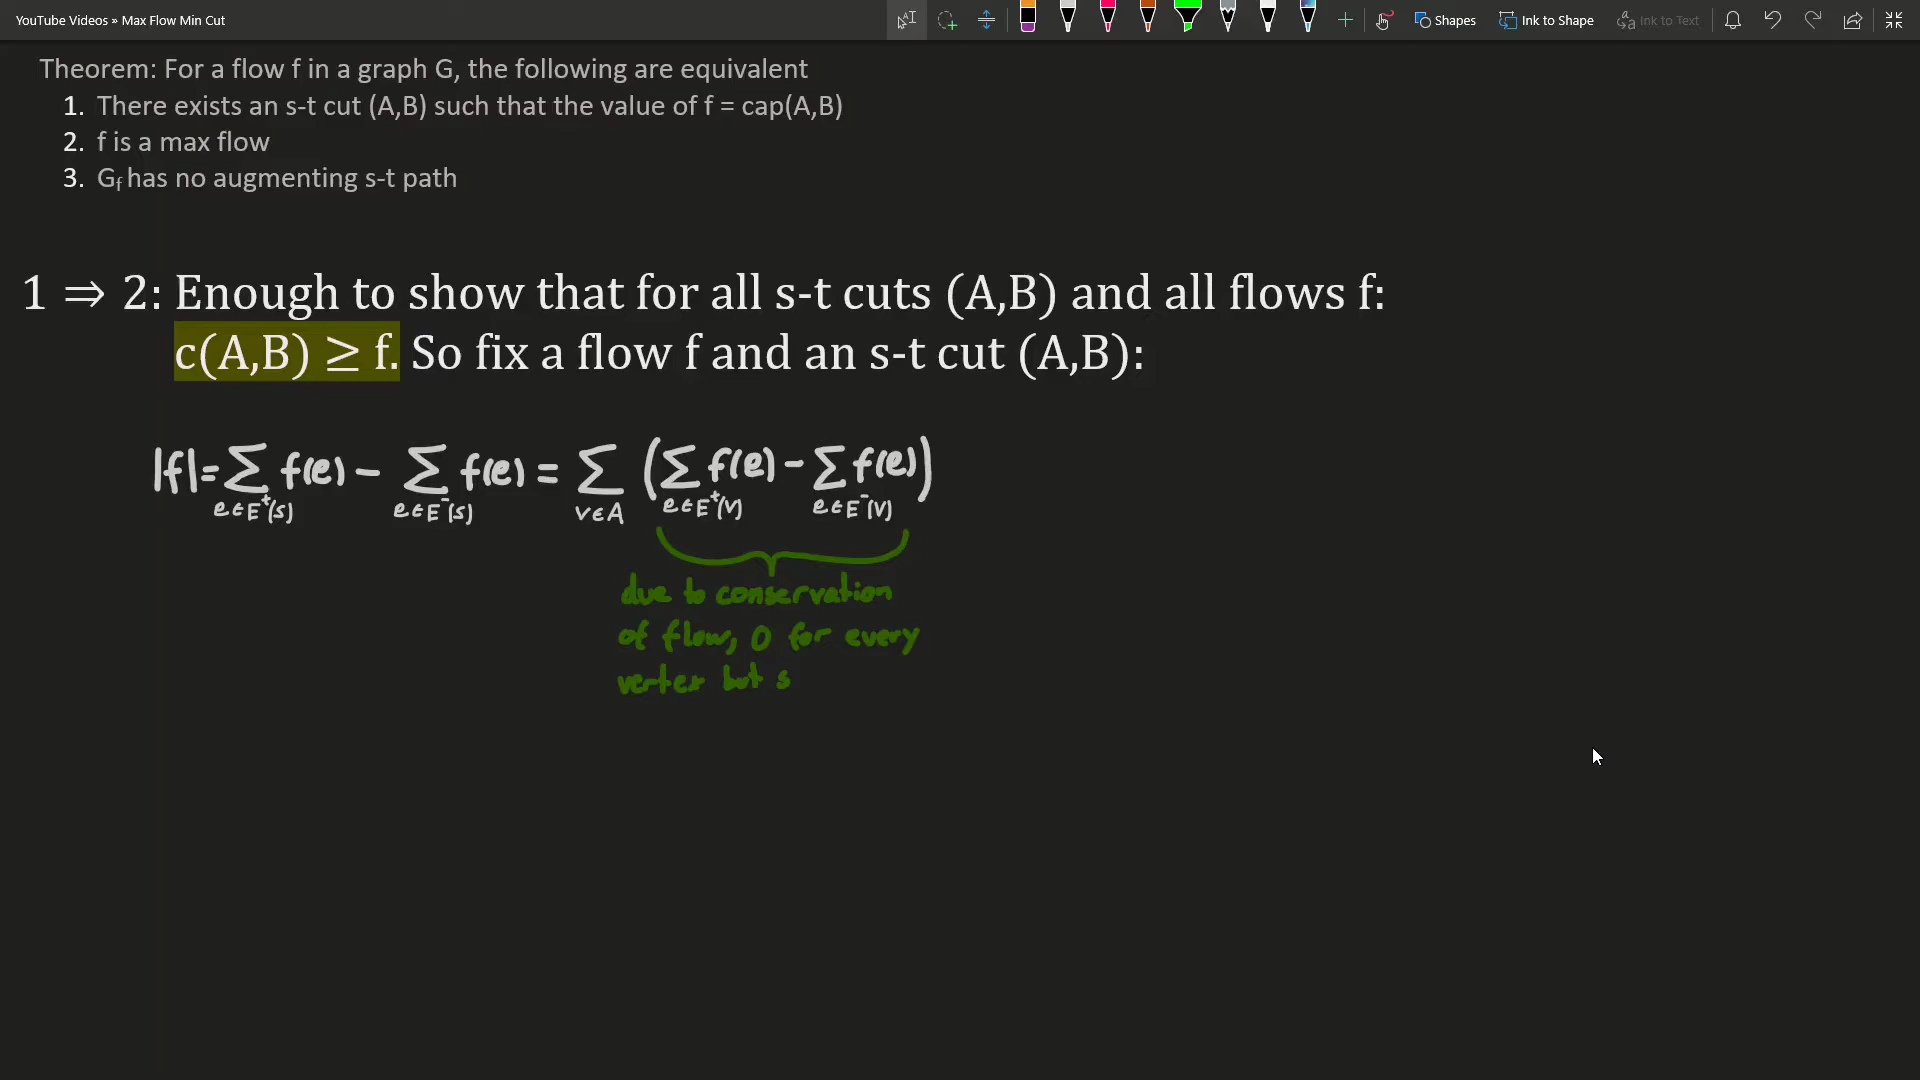 YouTube Videos » Max Flow Min Cut
Shapes
Ink to Shape
Ink to Text
Theorem: For a flow f in a graph G, the following are equivalent
1. There exists an s-t cut (A,B) such that the value of f = cap(A,B)
2. f is a max flow
3. G_f has no augmenting s-t path
1 ⇒ 2: Enough to show that for all s-t cuts (A,B) and all flows f:
c(A,B) ≥ f. So fix a flow f and an s-t cut (A,B):
|f| = ∑_{e∈E⁺(s)} f(e) − ∑_{e∈E⁻(s)} f(e) = ∑_{v∈A} (∑_{e∈E⁺(v)} f(e) − ∑_{e∈E⁻(v)} f(e))
due to conservation
of flow, 0 for every
vertex but s